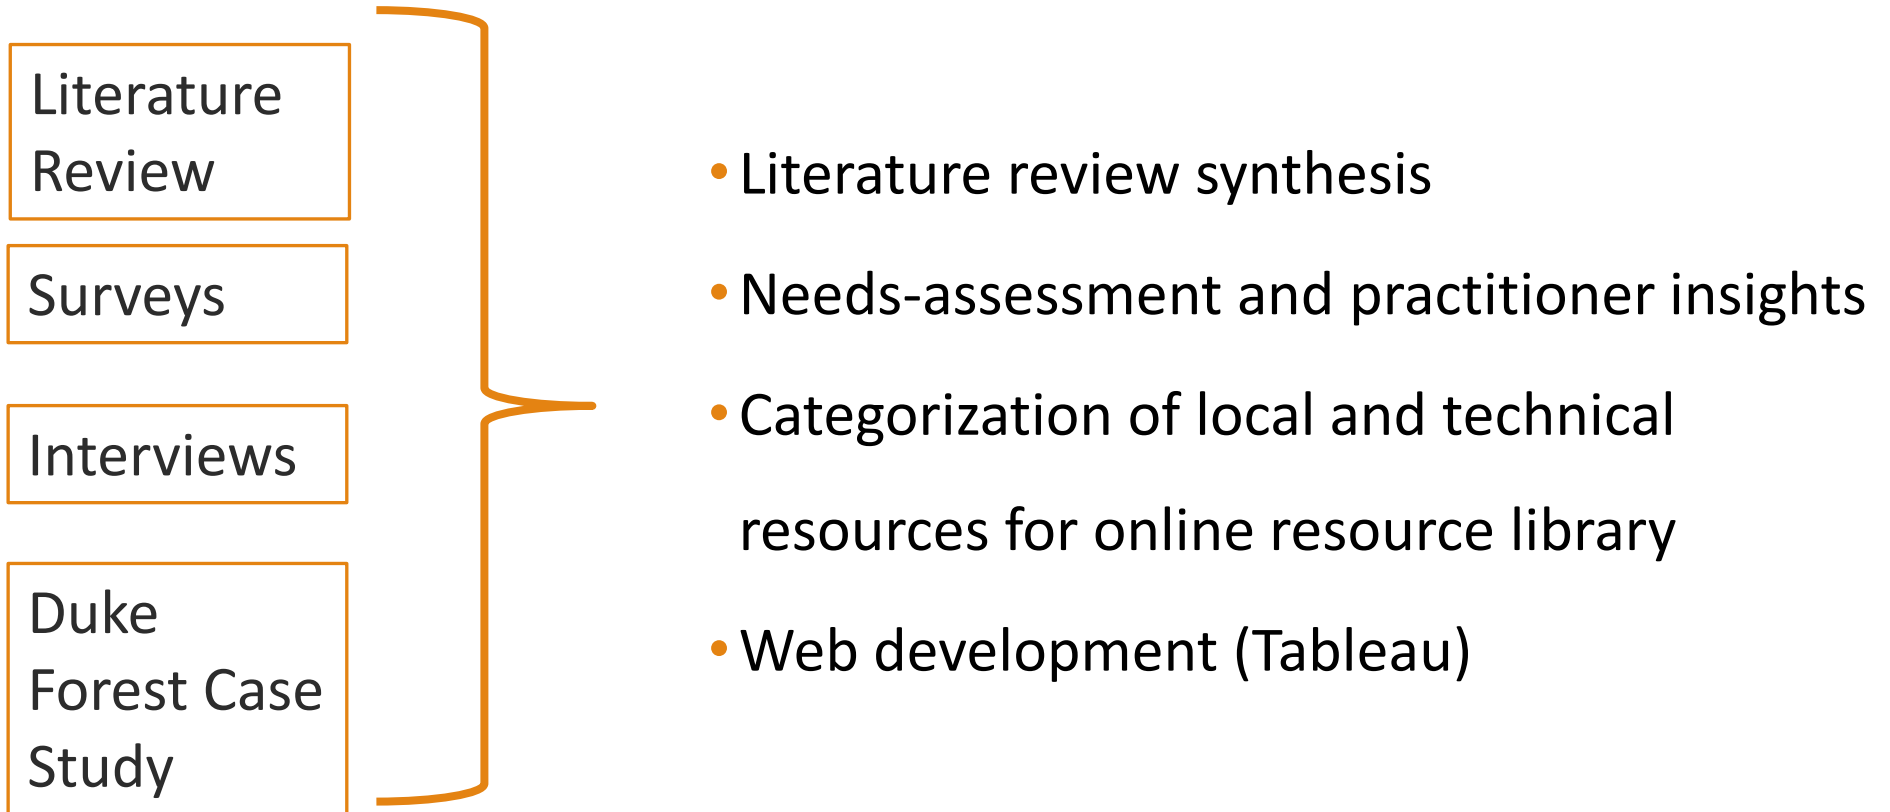 Literature
Review
Surveys
Interviews
Duke
Forest Case
Study
• Literature review synthesis
• Needs-assessment and practitioner insights
• Categorization of local and technical
resources for online resource library
• Web development (Tableau)